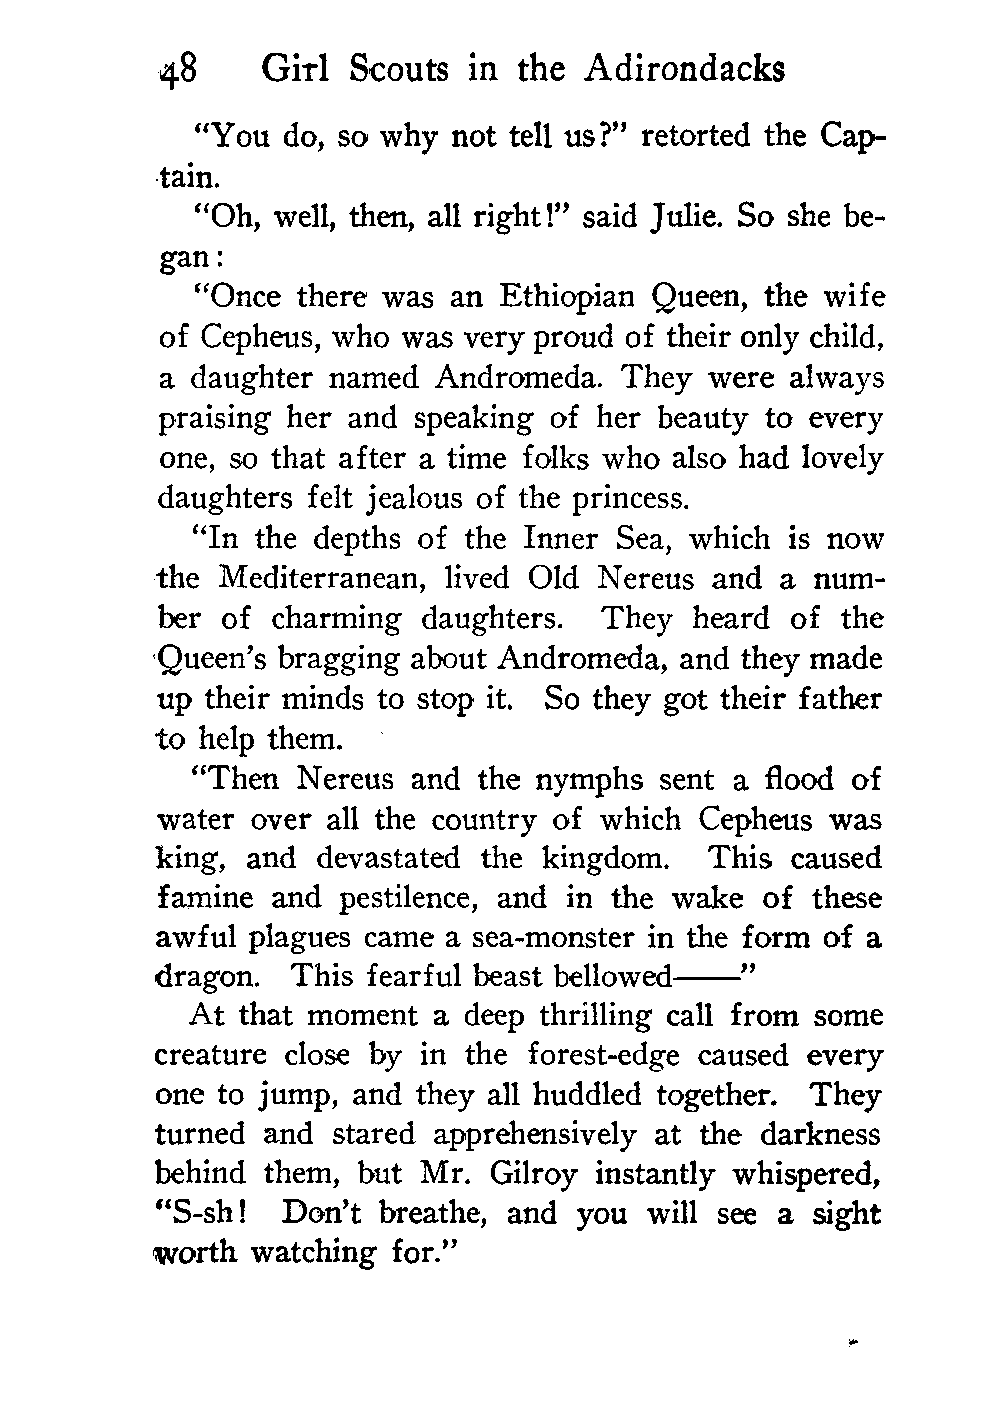 48 Girl Scouts in the Adirondacks
“You do, so why not tell us?” retorted the Cap-
tain.
“Oh, well, then, all right!” said Julie. So she be-
gan:
“Once there was an Ethiopian Queen, the wife
of Cepheus, who was very proud of their only child,
a daughter named Andromeda. They were always
praising her and speaking of her beauty to every
one, so that after a time folks who also had lovely
daughters felt jealous of the princess.
“In the depths of the Inner Sea, which is now
the Mediterranean, lived Old Nereus and a num-
ber of charming daughters. They heard of the
Queen’s bragging about Andromeda, and they made
up their minds to stop it. So they got their father
to help them.
“Then Nereus and the nymphs sent a flood of
water over all the country of which Cepheus was
king, and devastated the kingdom. This caused
famine and pestilence, and in the wake of these
awful plagues came a sea-monster in the form of a
dragon. This fearful beast bellowed——”
At that moment a deep thrilling call from some
creature close by in the forest-edge caused every
one to jump, and they all huddled together. They
turned and stared apprehensively at the darkness
behind them, but Mr. Gilroy instantly whispered,
“S-sh! Don’t breathe, and you will see a sight
worth watching for.”